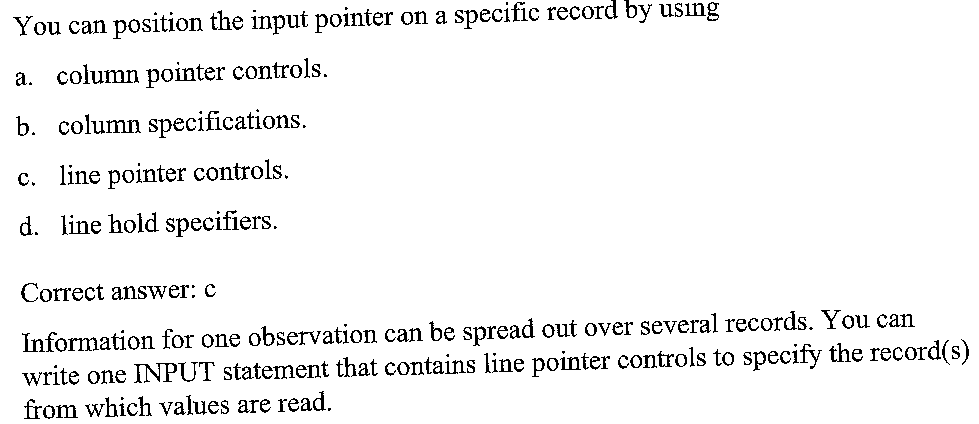 You can position the input pointer on a specific record by using
a. column pointer controls.
b. column specifications.
c. line pointer controls.
d. line hold specifiers.
Correct answer: c
Information for one observation can be spread out over several records. You can
write one INPUT statement that contains line pointer controls to specify the record(s)
from which values are read.